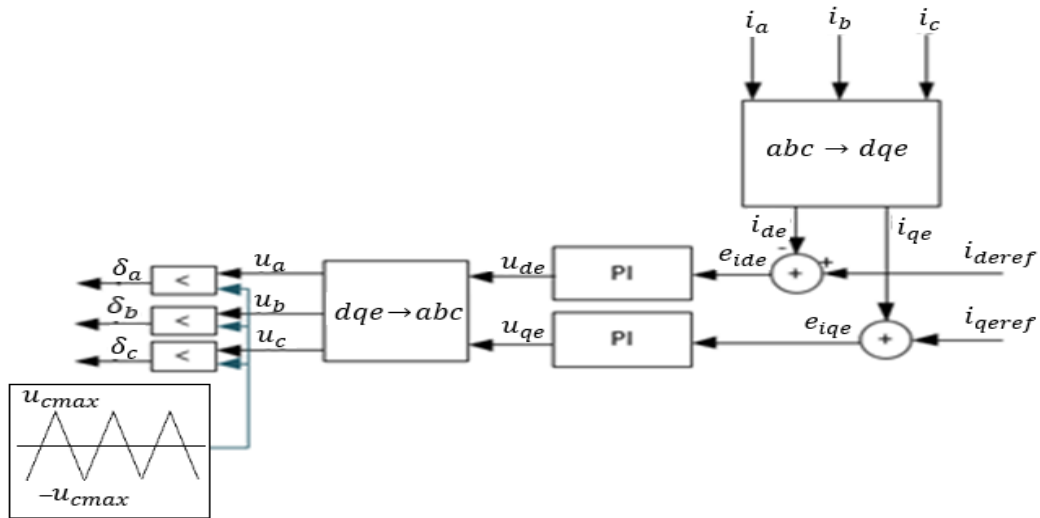 i_a i_b i_c
abc → dqe
i_de i_qe
- +
+
i_deref
e_ide
PI
u_de
dqe→abc
u_a
<
δ_a
i_qeref
+
e_iqe
PI
u_qe
u_b
<
δ_b
u_c
<
δ_c
u_cmax
−u_cmax